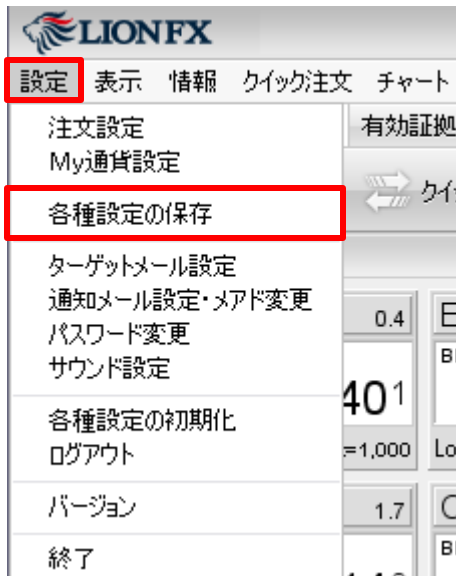 LION FX
設定 表示 情報 クイック注文 チャート
注文設定
My通貨設定
各種設定の保存
ターゲットメール設定
通知メール設定・メアド変更
パスワード変更
サウンド設定
各種設定の初期化
ログアウト
バージョン
終了
有効証拠
クイ
0.4
401
=1,000 Lo
1.7